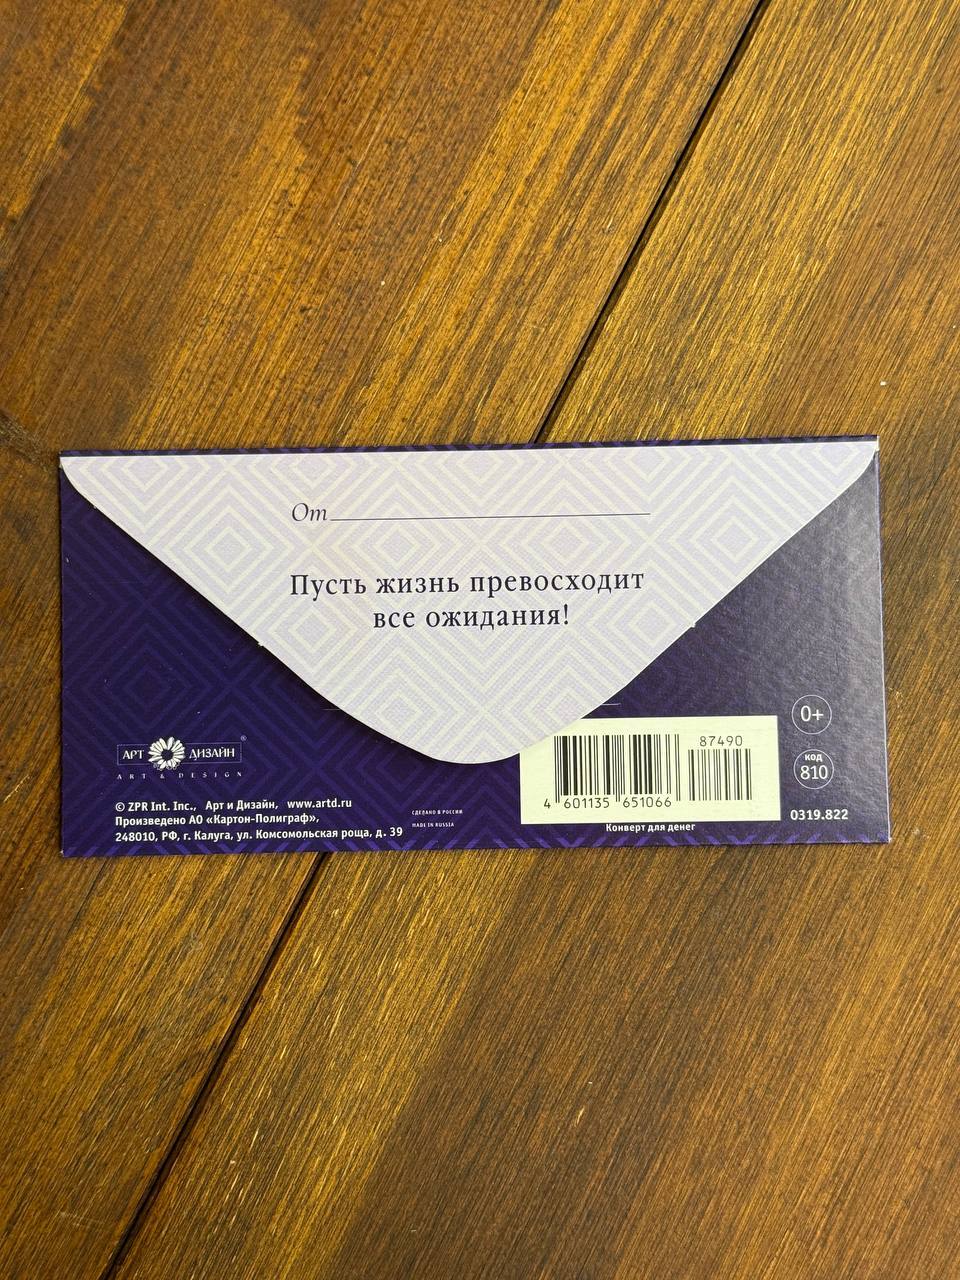 От
Пусть жизнь превосходит
все ожидания!
АРТ ДИЗАЙН ®
ART & DESIGN
© ZPR Int. Inc., Арт и Дизайн, www.artd.ru
Произведено АО «Картон-Полиграф»,
248010, РФ, г. Калуга, ул. Комсомольская роща, д. 39
СДЕЛАНО В РОССИИ
MADE IN RUSSIA
87490
4 601135 651066
Конверт для денег
0+
код
810
0319.822